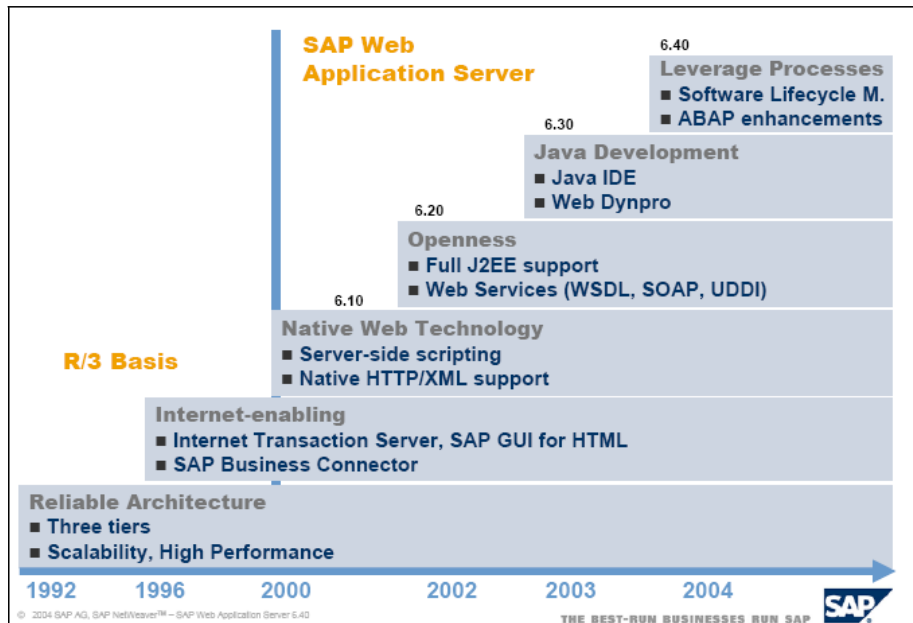 SAP Web
Application Server
6.40
Leverage Processes
■ Software Lifecycle M.
■ ABAP enhancements
6.30
Java Development
■ Java IDE
■ Web Dynpro
6.20
Openness
■ Full J2EE support
■ Web Services (WSDL, SOAP, UDDI)
6.10
Native Web Technology
■ Server-side scripting
■ Native HTTP/XML support
R/3 Basis
Internet-enabling
■ Internet Transaction Server, SAP GUI for HTML
■ SAP Business Connector
Reliable Architecture
■ Three tiers
■ Scalability, High Performance
1992 1996 2000 2002 2003 2004
© 2004 SAP AG, SAP NetWeaver™ – SAP Web Application Server 6.40
THE BEST-RUN BUSINESSES RUN SAP
SAP